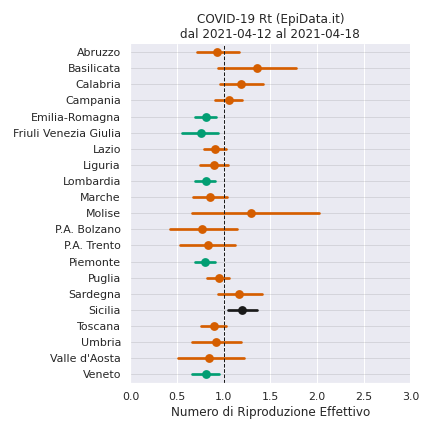 COVID-19 Rt (EpiData.it)
dal 2021-04-12 al 2021-04-18
Abruzzo
Basilicata
Calabria
Campania
Emilia-Romagna
Friuli Venezia Giulia
Lazio
Liguria
Lombardia
Marche
Molise
P.A. Bolzano
P.A. Trento
Piemonte
Puglia
Sardegna
Sicilia
Toscana
Umbria
Valle d'Aosta
Veneto
0.0 0.5 1.0 1.5 2.0 2.5 3.0
Numero di Riproduzione Effettivo